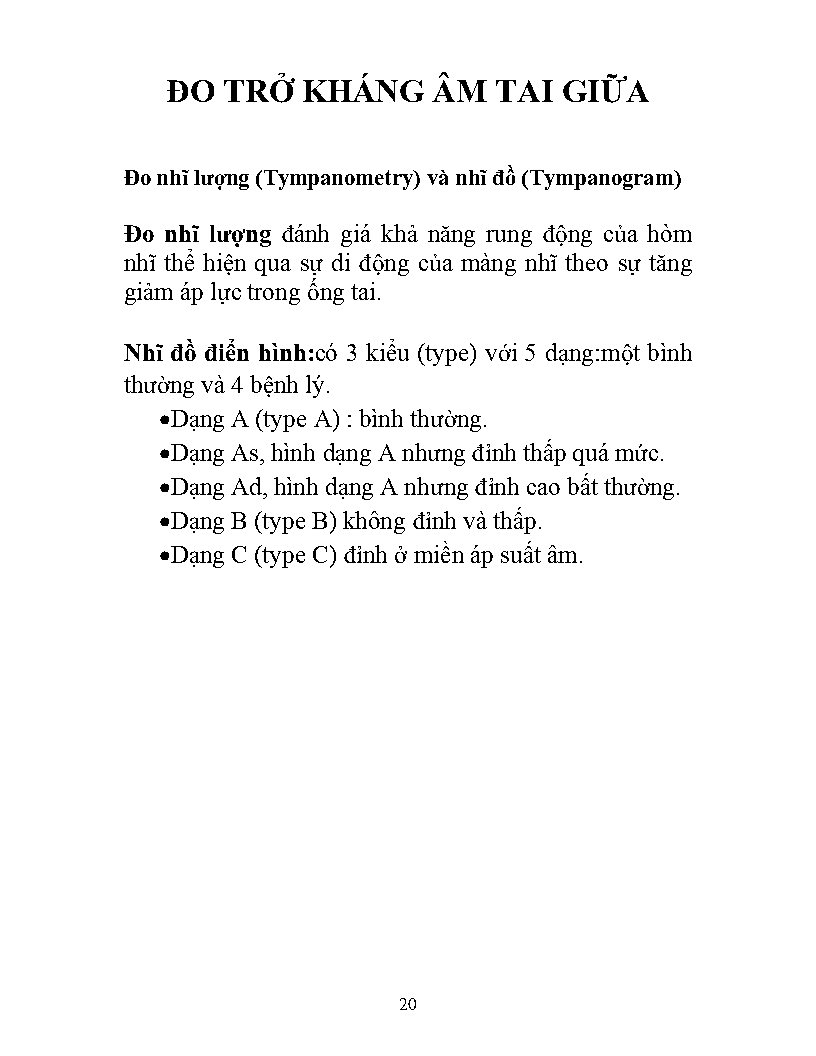 ĐO TRỞ KHÁNG ÂM TAI GIỮA
Đo nhĩ lượng (Tympanometry) và nhĩ đồ (Tympanogram)
Đo nhĩ lượng đánh giá khả năng rung động của hòm
nhĩ thể hiện qua sự di động của màng nhĩ theo sự tăng
giảm áp lực trong ống tai.
Nhĩ đồ điển hình:có 3 kiểu (type) với 5 dạng:một bình
thường và 4 bệnh lý.
•Dạng A (type A) : bình thường.
•Dạng As, hình dạng A nhưng đỉnh thấp quá mức.
•Dạng Ad, hình dạng A nhưng đỉnh cao bất thường.
•Dạng B (type B) không đỉnh và thấp.
•Dạng C (type C) đỉnh ở miền áp suất âm.
20